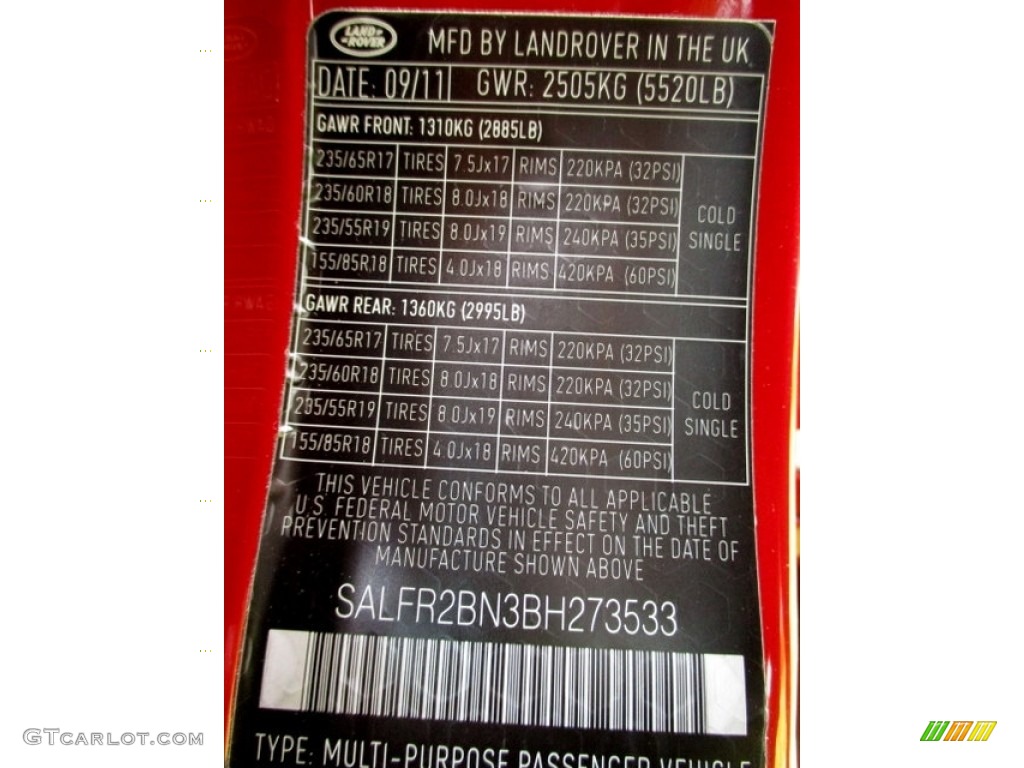 LAND ROVER
MFD BY LANDROVER IN THE UK
DATE: 09/11 GWR: 2505KG (5520LB)
GAWR FRONT: 1310KG (2885LB)
235/65R17 TIRES 7.5Jx17 RIMS 220KPA (32PSI)
235/60R18 TIRES 8.0Jx18 RIMS 220KPA (32PSI)
235/55R19 TIRES 8.0Jx19 RIMS 240KPA (35PSI)
155/85R18 TIRES 4.0Jx18 RIMS 420KPA (60PSI)
COLD
SINGLE
GAWR REAR: 1360KG (2995LB)
235/65R17 TIRES 7.5Jx17 RIMS 220KPA (32PSI)
235/60R18 TIRES 8.0Jx18 RIMS 220KPA (32PSI)
235/55R19 TIRES 8.0Jx19 RIMS 240KPA (35PSI)
155/85R18 TIRES 4.0Jx18 RIMS 420KPA (60PSI)
COLD
SINGLE
THIS VEHICLE CONFORMS TO ALL APPLICABLE
U.S. FEDERAL MOTOR VEHICLE SAFETY AND THEFT
PREVENTION STANDARDS IN EFFECT ON THE DATE OF
MANUFACTURE SHOWN ABOVE
SALFR2BN3BH273533
TYPE: MULTI-PURPOSE PASSENGER VEHICLE
GTCARLOT.COM